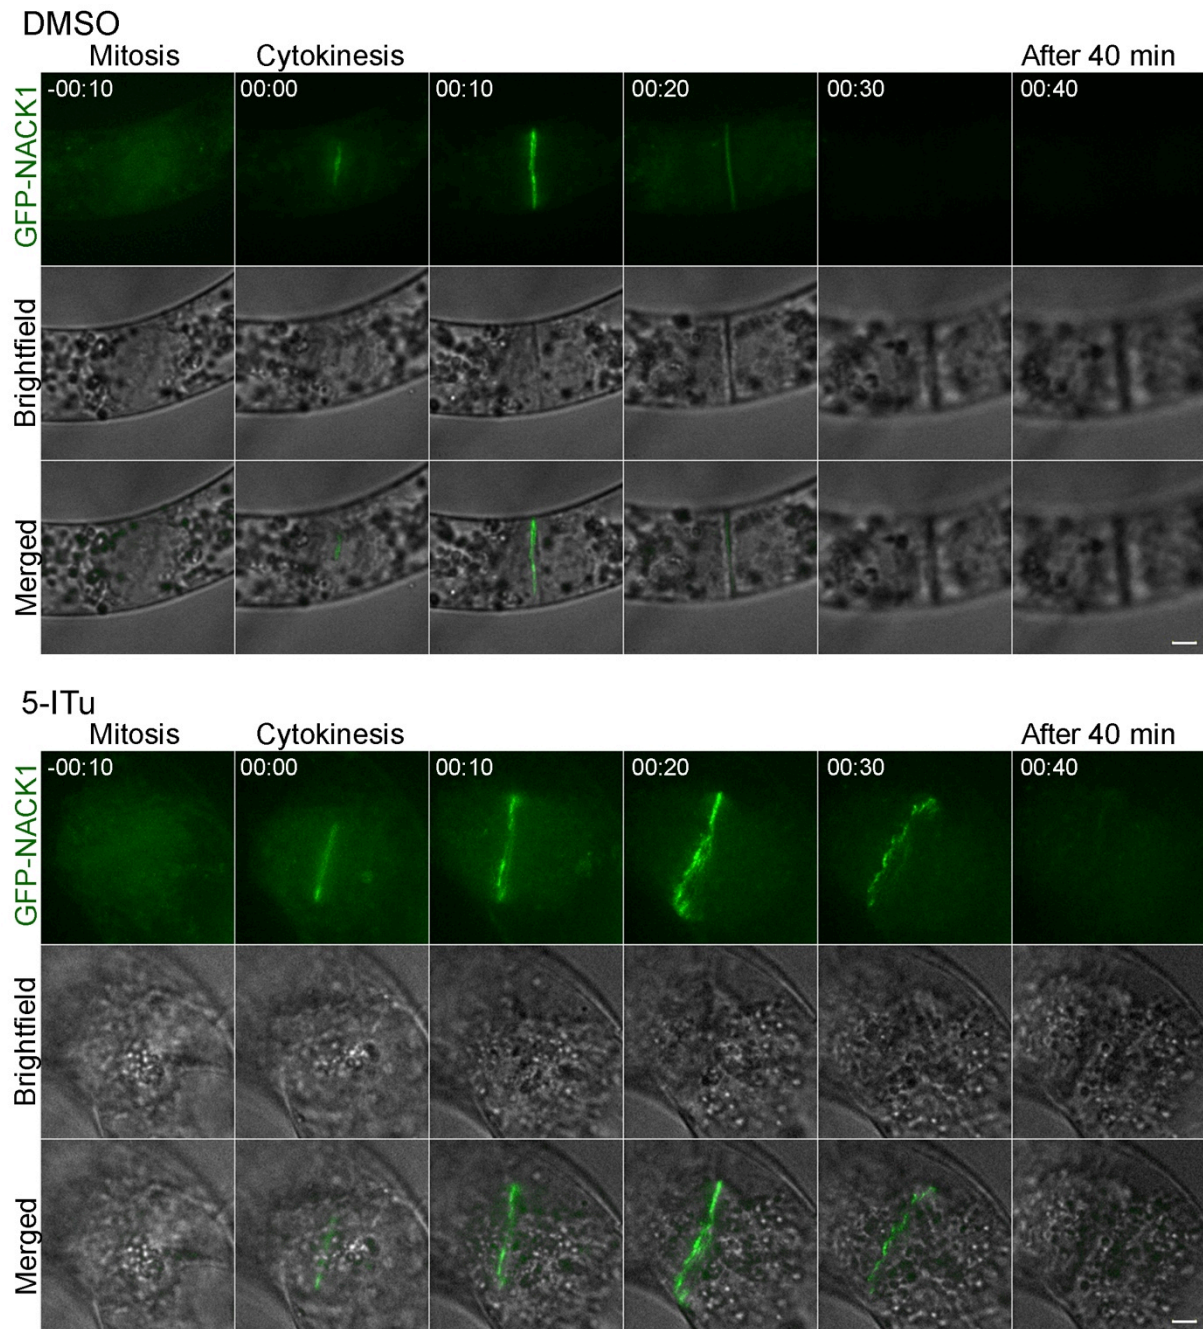 DMSO
Mitosis Cytokinesis After 40 min
GFP-NACK1
-00:10 00:00 00:10 00:20 00:30 00:40
Brightfield
Merged
5-ITu
Mitosis Cytokinesis After 40 min
GFP-NACK1
-00:10 00:00 00:10 00:20 00:30 00:40
Brightfield
Merged